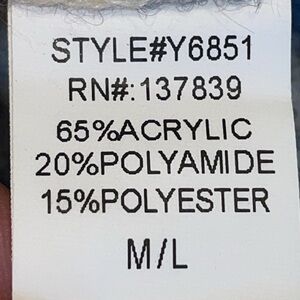 STYLE#Y6851
RN#:137839
65%ACRYLIC
20%POLYAMIDE
15%POLYESTER
M/L